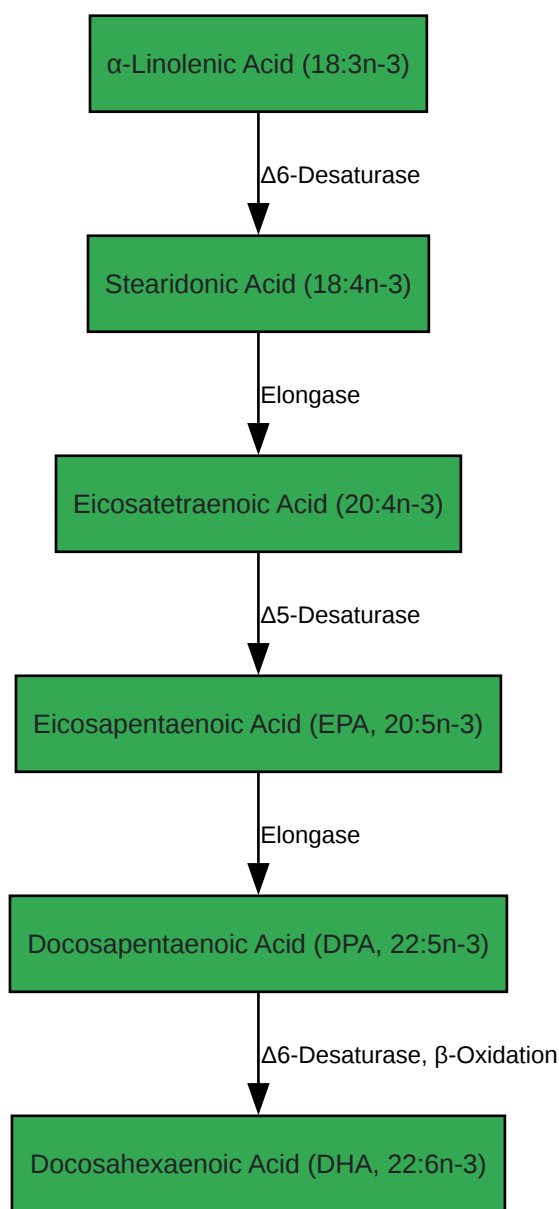 α-Linolenic Acid (18:3n-3)
Δ6-Desaturase
Stearidonic Acid (18:4n-3)
Elongase
Eicosatetraenoic Acid (20:4n-3)
Δ5-Desaturase
Eicosapentaenoic Acid (EPA, 20:5n-3)
Elongase
Docosapentaenoic Acid (DPA, 22:5n-3)
Δ6-Desaturase, β-Oxidation
Docosahexaenoic Acid (DHA, 22:6n-3)